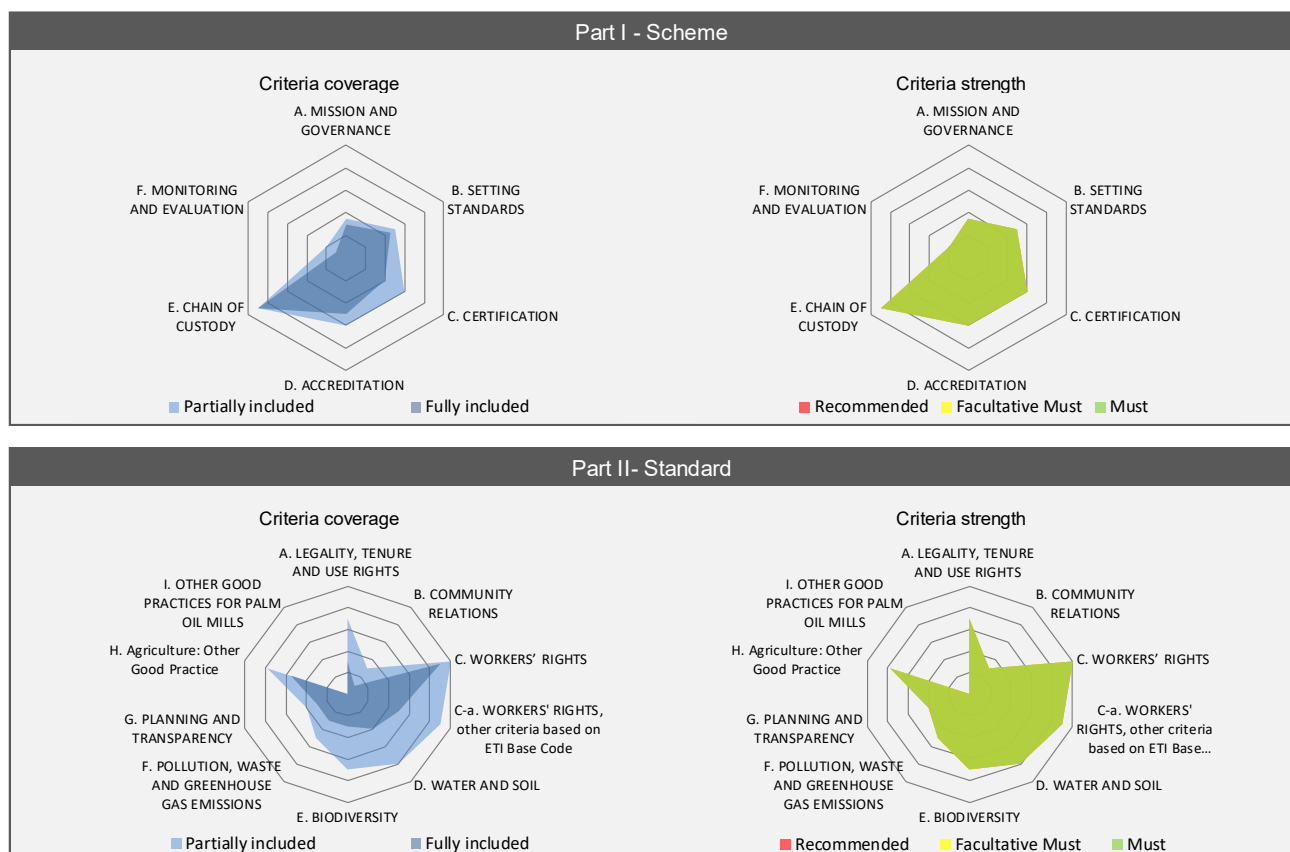 Part I - Scheme
Criteria coverage
A. MISSION AND
GOVERNANCE
B. SETTING
STANDARDS
C. CERTIFICATION
D. ACCREDITATION
E. CHAIN OF
CUSTODY
F. MONITORING
AND EVALUATION
Partially included
Fully included
Criteria strength
A. MISSION AND
GOVERNANCE
B. SETTING
STANDARDS
C. CERTIFICATION
D. ACCREDITATION
E. CHAIN OF
CUSTODY
F. MONITORING
AND EVALUATION
Recommended
Facultative Must
Must
Part II- Standard
Criteria coverage
A. LEGALITY, TENURE
AND USE RIGHTS
B. COMMUNITY
RELATIONS
C. WORKERS' RIGHTS
C-a. WORKERS' RIGHTS,
other criteria based on
ETI Base Code
D. WATER AND SOIL
E. BIODIVERSITY
F. POLLUTION, WASTE
AND GREENHOUSE
GAS EMISSIONS
G. PLANNING AND
TRANSPARENCY
H. Agriculture: Other
Good Practice
I. OTHER GOOD
PRACTICES FOR PALM
OIL MILLS
Partially included
Fully included
Criteria strength
A. LEGALITY, TENURE
AND USE RIGHTS
B. COMMUNITY
RELATIONS
C. WORKERS' RIGHTS
C-a. WORKERS'
RIGHTS, other criteria
based on ETI Base...
D. WATER AND SOIL
E. BIODIVERSITY
F. POLLUTION, WASTE
AND GREENHOUSE
GAS EMISSIONS
G. PLANNING AND
TRANSPARENCY
H. Agriculture: Other
Good Practice
I. OTHER GOOD
PRACTICES FOR PALM
OIL MILLS
Recommended
Facultative Must
Must